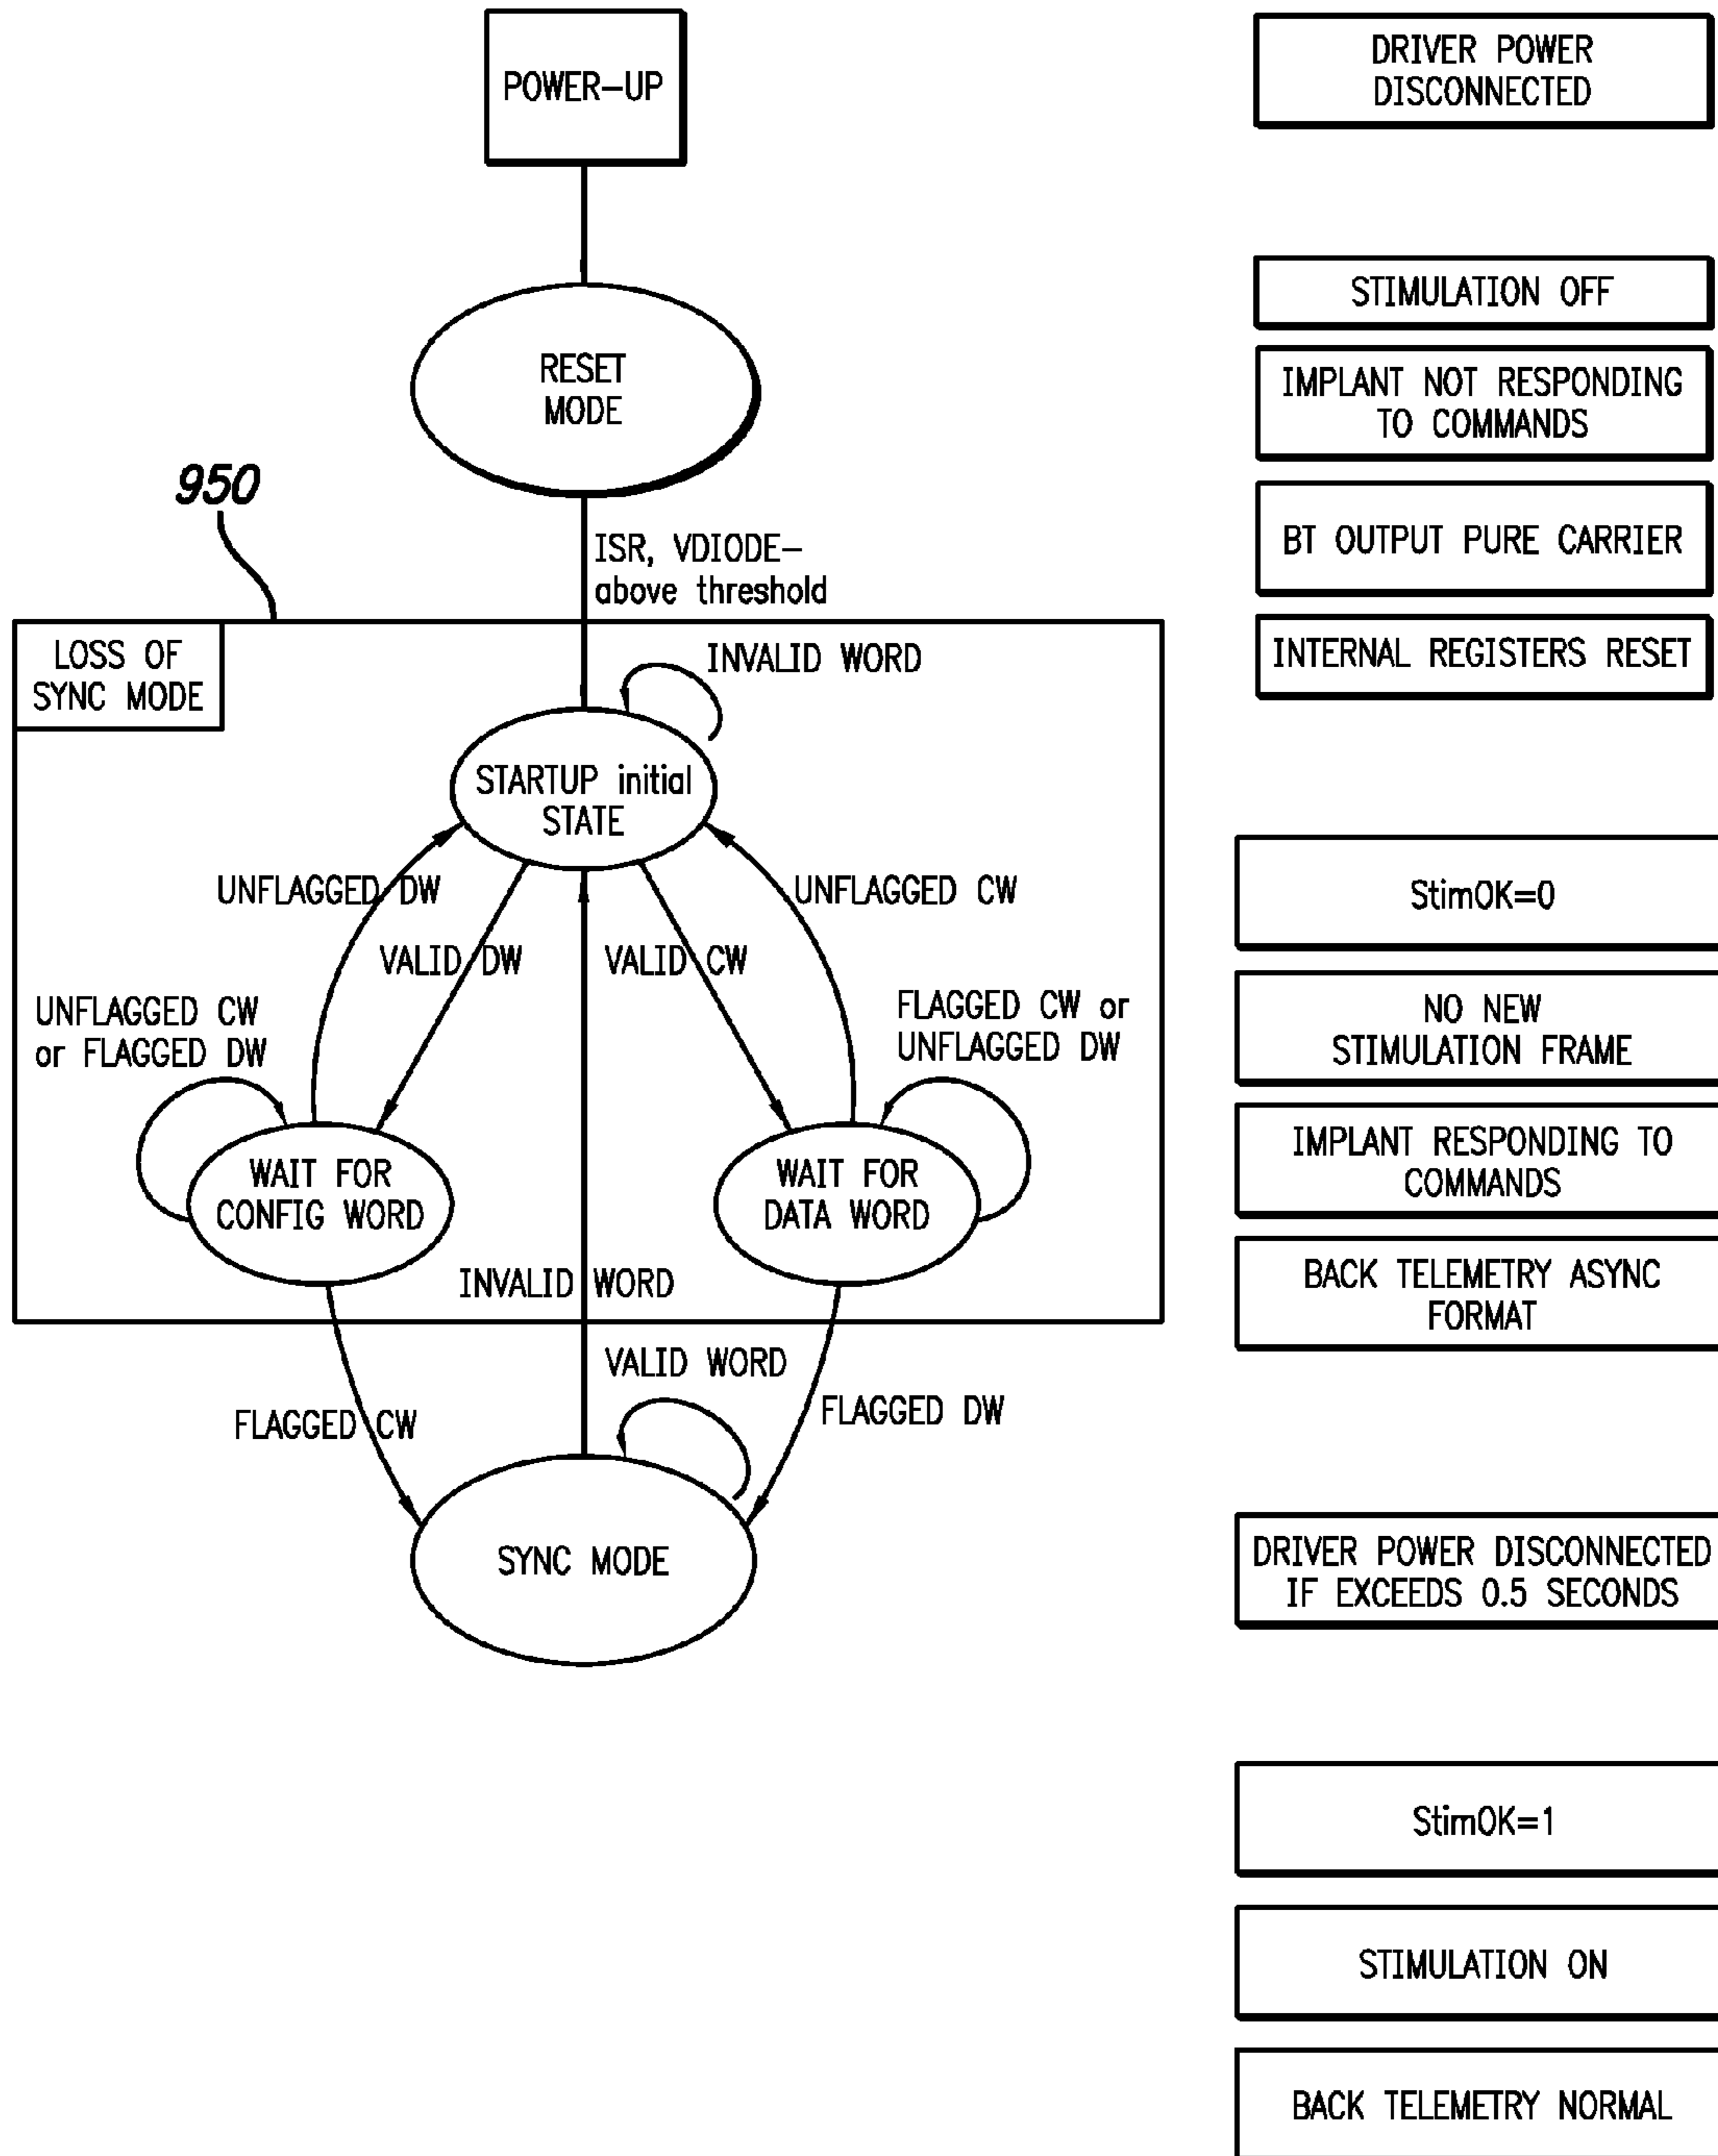 POWER-UP
DRIVER POWER
DISCONNECTED
RESET
MODE
STIMULATION OFF
IMPLANT NOT RESPONDING
TO COMMANDS
BT OUTPUT PURE CARRIER
INTERNAL REGISTERS RESET
950
ISR, VDIODE-
above threshold
LOSS OF
SYNC MODE
INVALID WORD
STARTUP initial
STATE
UNFLAGGED DW
VALID DW
VALID CW
UNFLAGGED CW
UNFLAGGED CW
or FLAGGED DW
FLAGGED CW or
UNFLAGGED DW
WAIT FOR
CONFIG WORD
WAIT FOR
DATA WORD
INVALID WORD
VALID WORD
FLAGGED CW
FLAGGED DW
SYNC MODE
StimOK=0
NO NEW
STIMULATION FRAME
IMPLANT RESPONDING TO
COMMANDS
BACK TELEMETRY ASYNC
FORMAT
DRIVER POWER DISCONNECTED
IF EXCEEDS 0.5 SECONDS
StimOK=1
STIMULATION ON
BACK TELEMETRY NORMAL